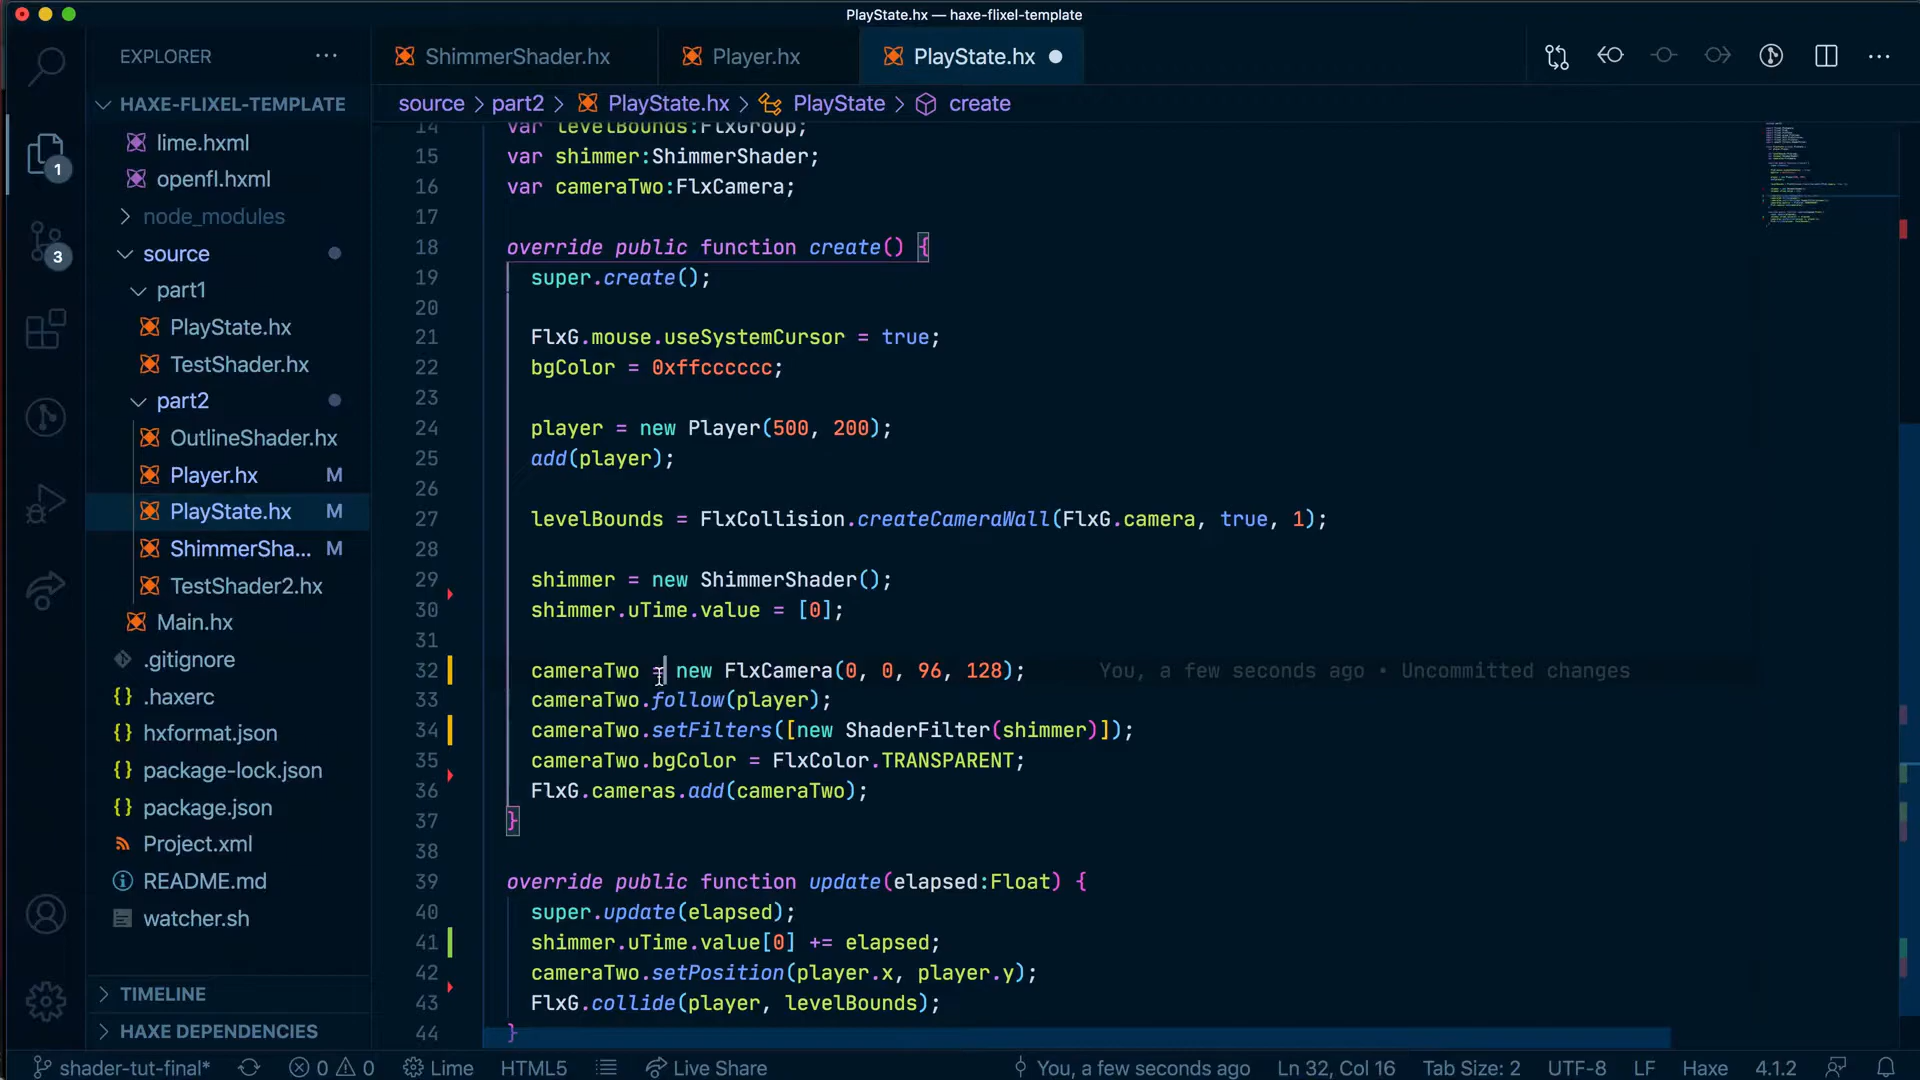 PlayState.hx — haxe-flixel-template
EXPLORER
HAXE-FLIXEL-TEMPLATE
lime.hxml
openfl.hxml
node_modules
source
part1
PlayState.hx
TestShader.hx
part2
OutlineShader.hx
Player.hx M
PlayState.hx M
ShimmerSha... M
TestShader2.hx
Main.hx
.gitignore
.haxerc
hxformat.json
package-lock.json
package.json
Project.xml
README.md
watcher.sh
TIMELINE
HAXE DEPENDENCIES
1
3
ShimmerShader.hx Player.hx PlayState.hx
source > part2 > PlayState.hx > PlayState > create
14 var levelBounds:FlxGroup;
15 var shimmer:ShimmerShader;
16 var cameraTwo:FlxCamera;
17
18 override public function create() {
19 super.create();
20
21 FlxG.mouse.useSystemCursor = true;
22 bgColor = 0xffcccccc;
23
24 player = new Player(500, 200);
25 add(player);
26
27 levelBounds = FlxCollision.createCameraWall(FlxG.camera, true, 1);
28
29 shimmer = new ShimmerShader();
30 shimmer.uTime.value = [0];
31
32 cameraTwo = new FlxCamera(0, 0, 96, 128); You, a few seconds ago • Uncommitted changes
33 cameraTwo.follow(player);
34 cameraTwo.setFilters([new ShaderFilter(shimmer)]);
35 cameraTwo.bgColor = FlxColor.TRANSPARENT;
36 FlxG.cameras.add(cameraTwo);
37 }
38
39 override public function update(elapsed:Float) {
40 super.update(elapsed);
41 shimmer.uTime.value[0] += elapsed;
42 cameraTwo.setPosition(player.x, player.y);
43 FlxG.collide(player, levelBounds);
44 }
shader-tut-final* 0 0 Lime HTML5 Live Share You, a few seconds ago Ln 32, Col 16 Tab Size: 2 UTF-8 LF Haxe 4.1.2